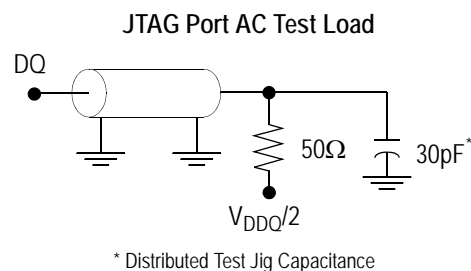 JTAG Port AC Test Load
DQ
50Ω
30pF*
VDDQ/2
* Distributed Test Jig Capacitance